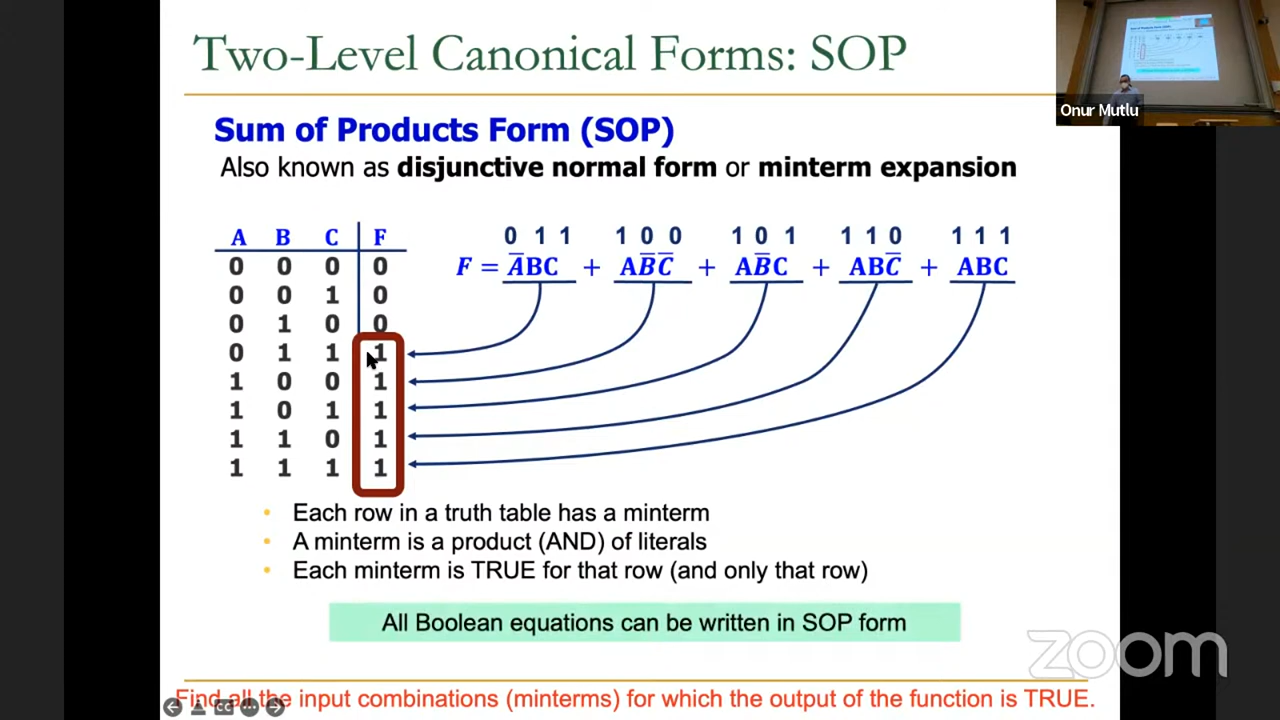 Two-Level Canonical Forms: SOP
Onur Mutlu
Sum of Products Form (SOP)
Also known as disjunctive normal form or minterm expansion
A B C F
0 0 0 0
0 0 1 0
0 1 0 0
0 1 1 1
1 0 0 1
1 0 1 1
1 1 0 1
1 1 1 1
0 1 1 1 0 0 1 0 1 1 1 0 1 1 1
F = A̅BC + AB̅C̅ + AB̅C + ABC̅ + ABC
• Each row in a truth table has a minterm
• A minterm is a product (AND) of literals
• Each minterm is TRUE for that row (and only that row)
All Boolean equations can be written in SOP form
zoom
Find all the input combinations (minterms) for which the output of the function is TRUE.